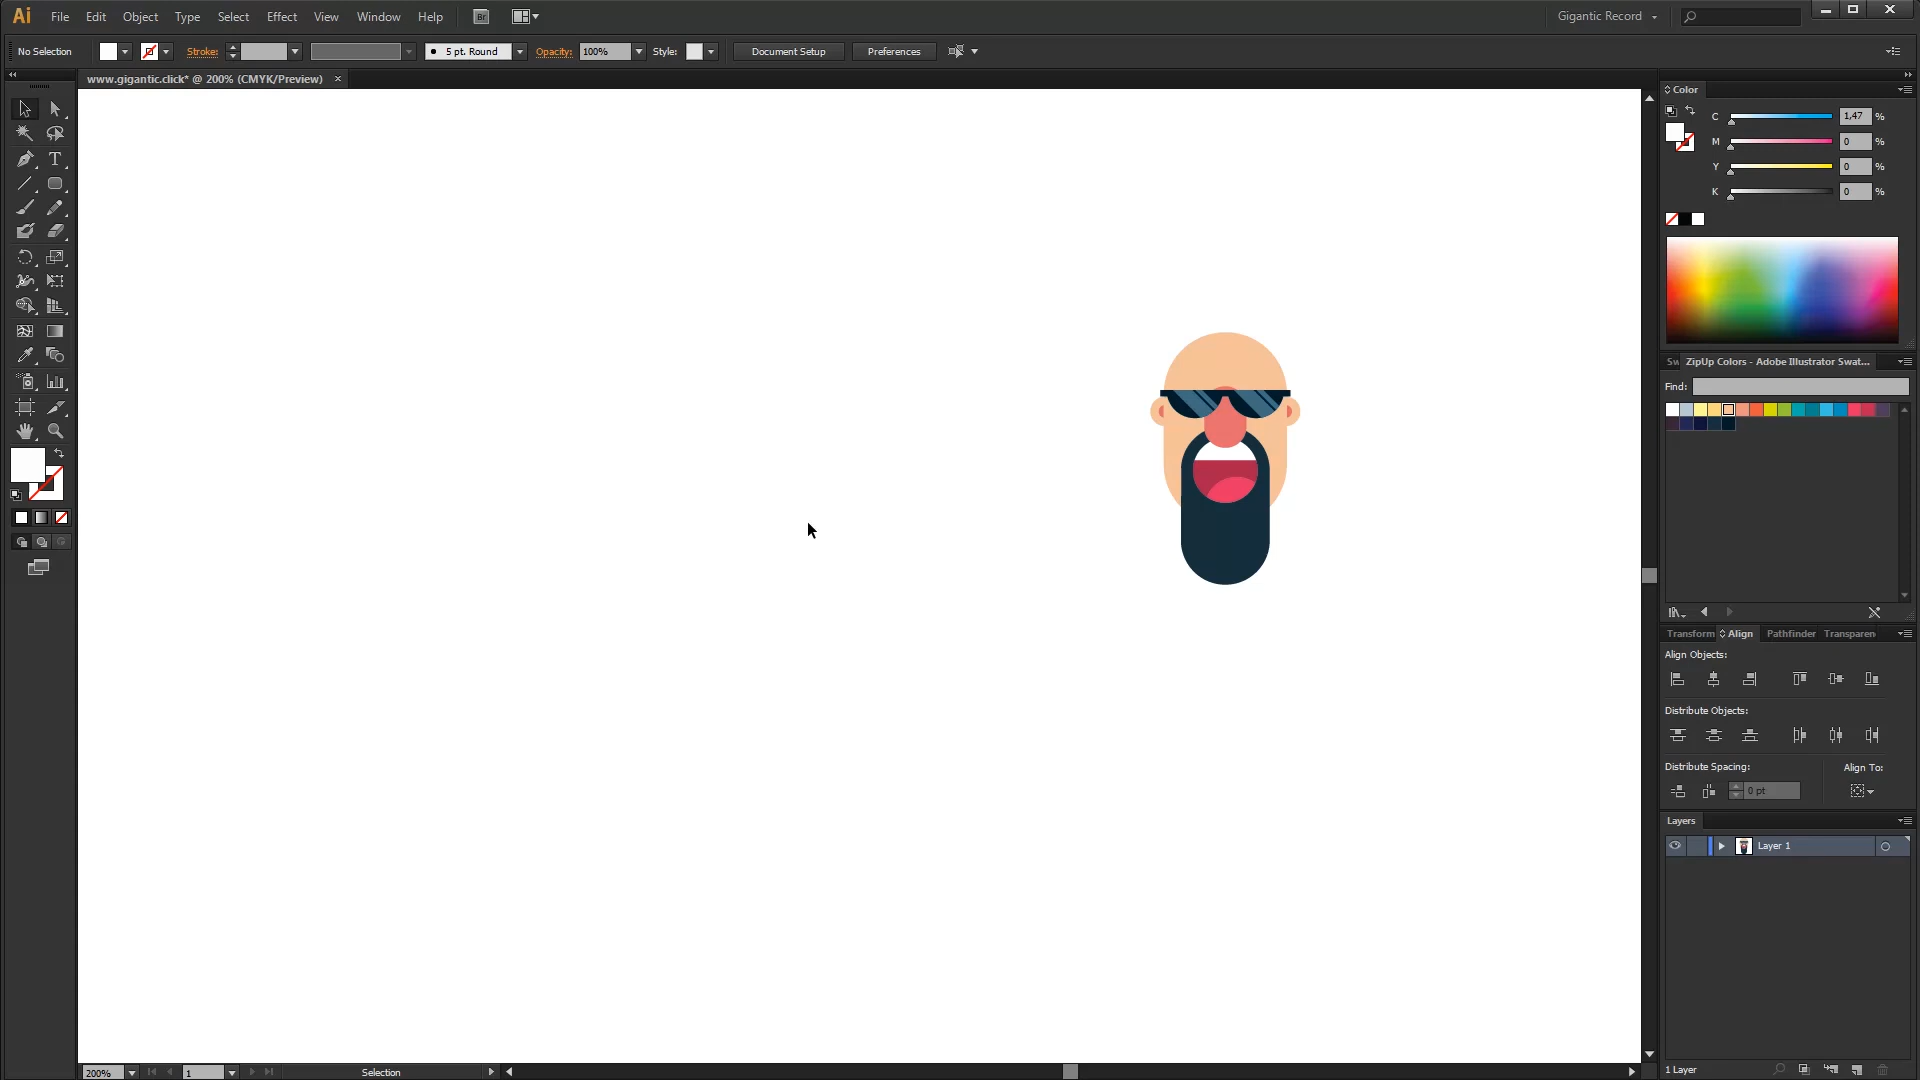 Ai File Edit Object Type Select Effect View Window Help Br Gigantic Record
No Selection Stroke: 5 pt. Round Opacity: 100% Style: Document Setup Preferences
www.gigantic.click* @ 200% (CMYK/Preview)
Color
C 1,47 %
M 0 %
Y 0 %
K 0 %
Sw ZipUp Colors - Adobe Illustrator Swat...
Find:
Transform Align Pathfinder Transparen
Align Objects:
Distribute Objects:
Distribute Spacing: Align To:
0 pt
Layers
Layer 1
1 Layer
200% 1 Selection